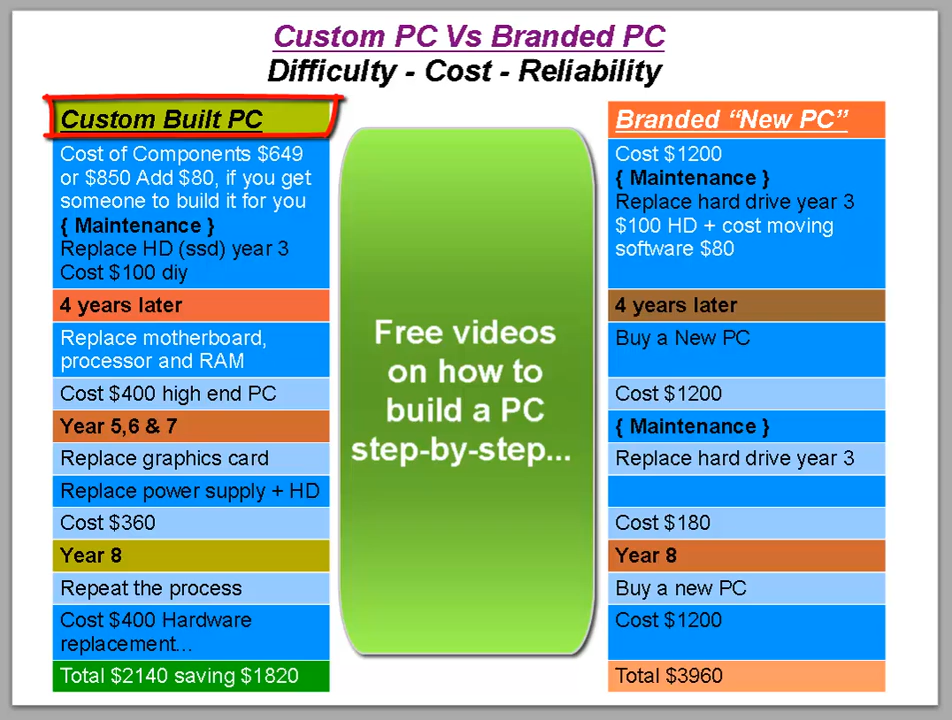 Custom PC Vs Branded PC
Difficulty - Cost - Reliability
Custom Built PC
Cost of Components $649
or $850 Add $80, if you get
someone to build it for you
{ Maintenance }
Replace HD (ssd) year 3
Cost $100 diy
4 years later
Replace motherboard,
processor and RAM
Cost $400 high end PC
Year 5,6 & 7
Replace graphics card
Replace power supply + HD
Cost $360
Year 8
Repeat the process
Cost $400 Hardware
replacement...
Total $2140 saving $1820
Free videos
on how to
build a PC
step-by-step...
Branded “New PC”
Cost $1200
{ Maintenance }
Replace hard drive year 3
$100 HD + cost moving
software $80
4 years later
Buy a New PC
Cost $1200
{ Maintenance }
Replace hard drive year 3
Cost $180
Year 8
Buy a new PC
Cost $1200
Total $3960